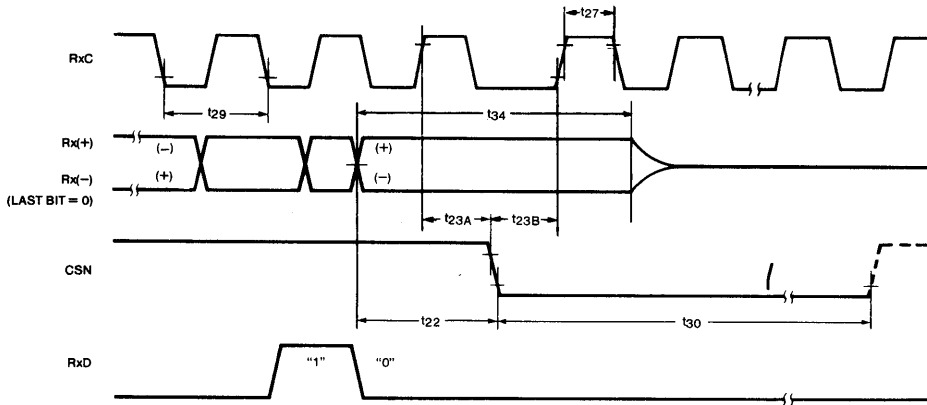 t27
RxC
t29
t34
Rx(+)
(−)
(+)
Rx(−)
(+)
(−)
(LAST BIT = 0)
t23A
t23B
CSN
t22
t30
RxD
"1"
"0"